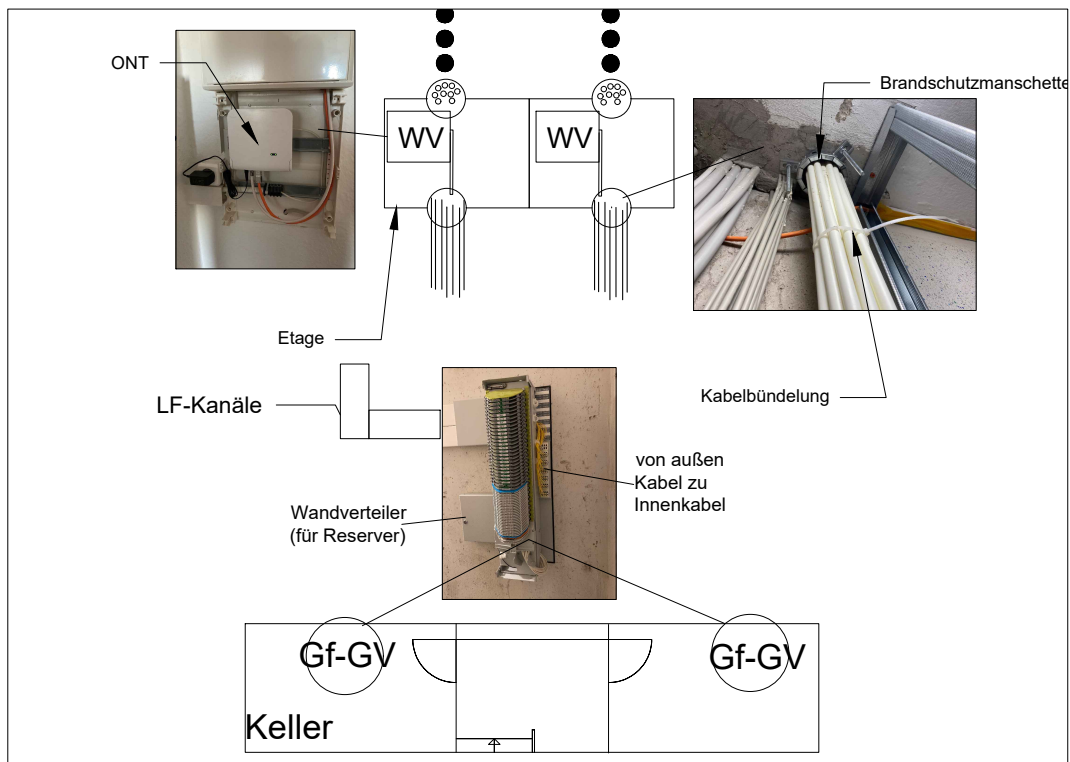 ONT
WV
WV
Brandschutzmanschette
Etage
Kabelbündelung
LF-Kanäle
von außen
Kabel zu
Innenkabel
Wandverteiler
(für Reserver)
Gf-GV
Gf-GV
Keller